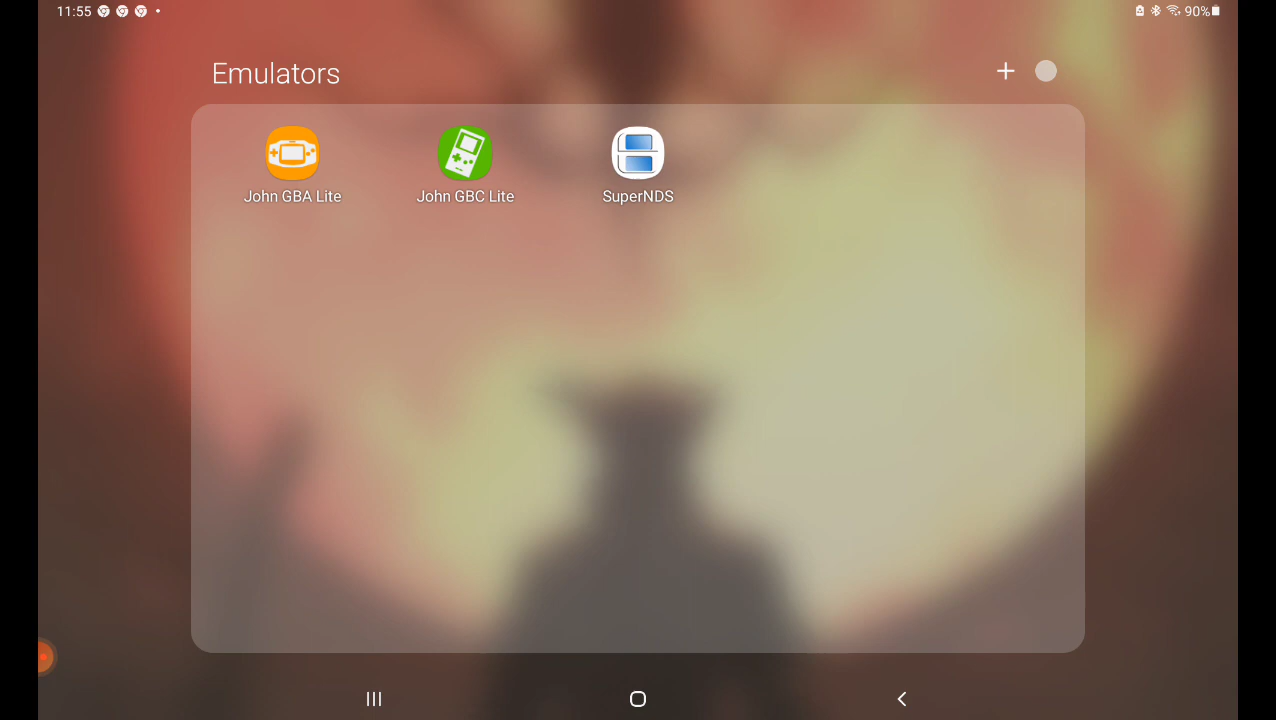 11:55
90%
Emulators
John GBA Lite
John GBC Lite
SuperNDS